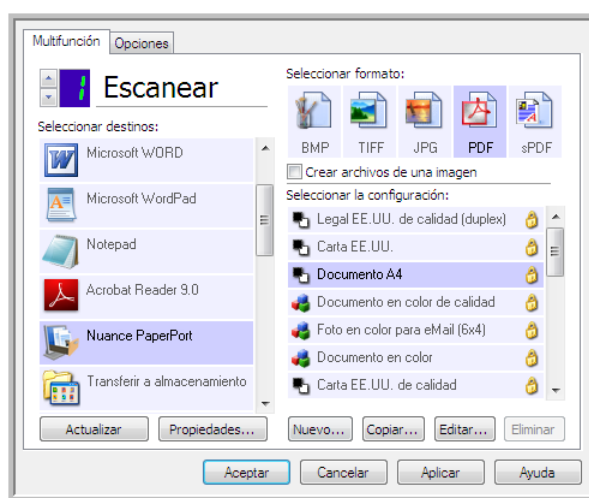 Multifunción
Opciones
1
Escanear
Seleccionar destinos:
Microsoft WORD
Microsoft WordPad
Notepad
Acrobat Reader 9.0
Nuance PaperPort
Transferir a almacenamiento
Actualizar
Propiedades...
Seleccionar formato:
BMP
TIFF
JPG
PDF
sPDF
Crear archivos de una imagen
Seleccionar la configuración:
Legal EE.UU. de calidad (duplex)
Carta EE.UU.
Documento A4
Documento en color de calidad
Foto en color para eMail (6x4)
Documento en color
Carta EE.UU. de calidad
Nuevo...
Copiar...
Editar...
Eliminar
Aceptar
Cancelar
Aplicar
Ayuda